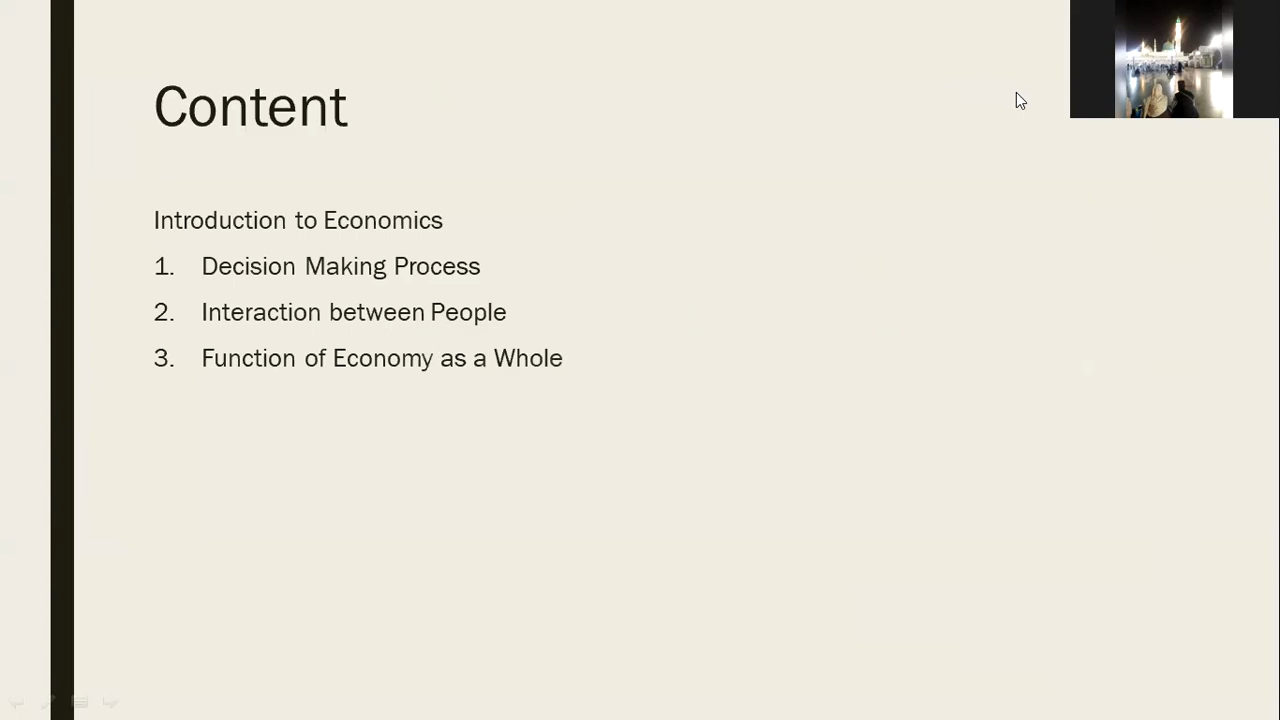 Content
Introduction to Economics
1. Decision Making Process
2. Interaction between People
3. Function of Economy as a Whole